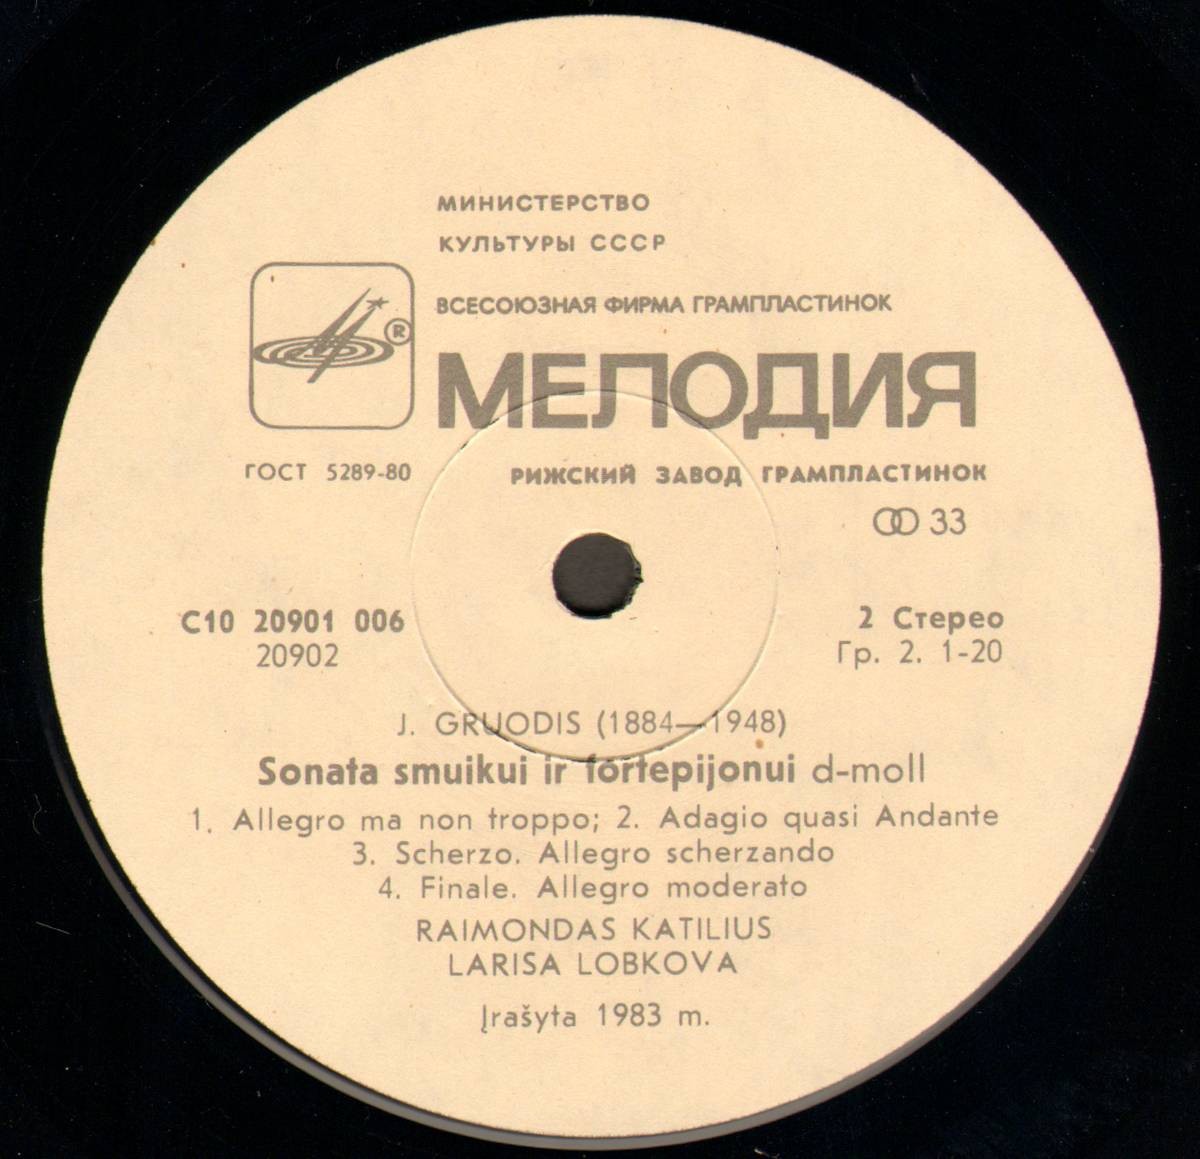 МИНИСТЕРСТВО
КУЛЬТУРЫ СССР
ВСЕСОЮЗНАЯ ФИРМА ГРАМПЛАСТИНОК
®
МЕЛОДИЯ
ГОСТ 5289-80
РИЖСКИЙ ЗАВОД ГРАМПЛАСТИНОК
33
С10 20901 006
20902
2 Стерео
Гр. 2. 1-20
J. GRUODIS (1884—1948)
Sonata smuikui ir fortepijonui d-moll
1. Allegro ma non troppo; 2. Adagio quasi Andante
3. Scherzo. Allegro scherzando
4. Finale. Allegro moderato
RAIMONDAS KATILIUS
LARISA LOBKOVA
Įrašyta 1983 m.